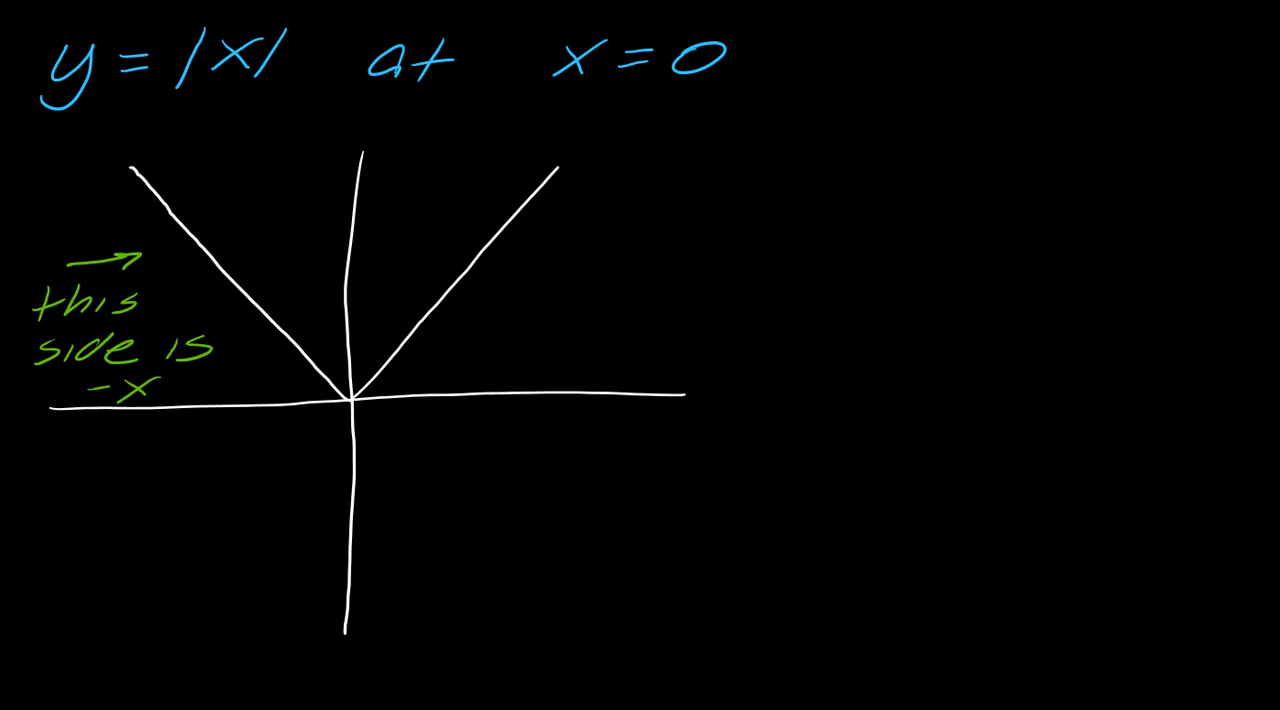 y = |x| at x = 0
this
side is
-x